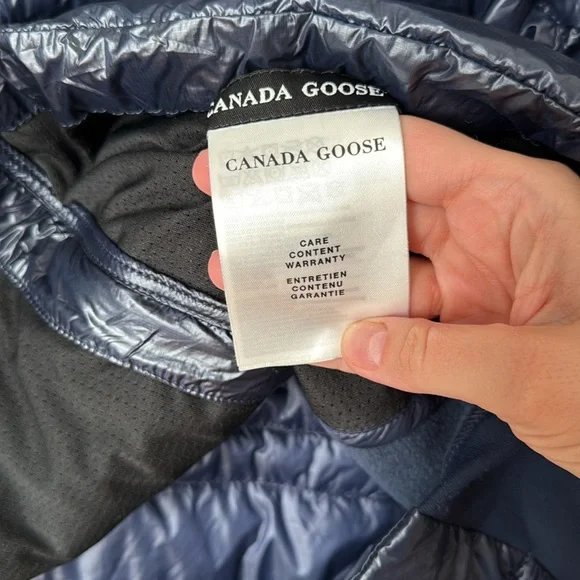 CANADA GOOSE
CANADA GOOSE
CARE
CONTENT
WARRANTY
ENTRETIEN
CONTENU
GARANTIE